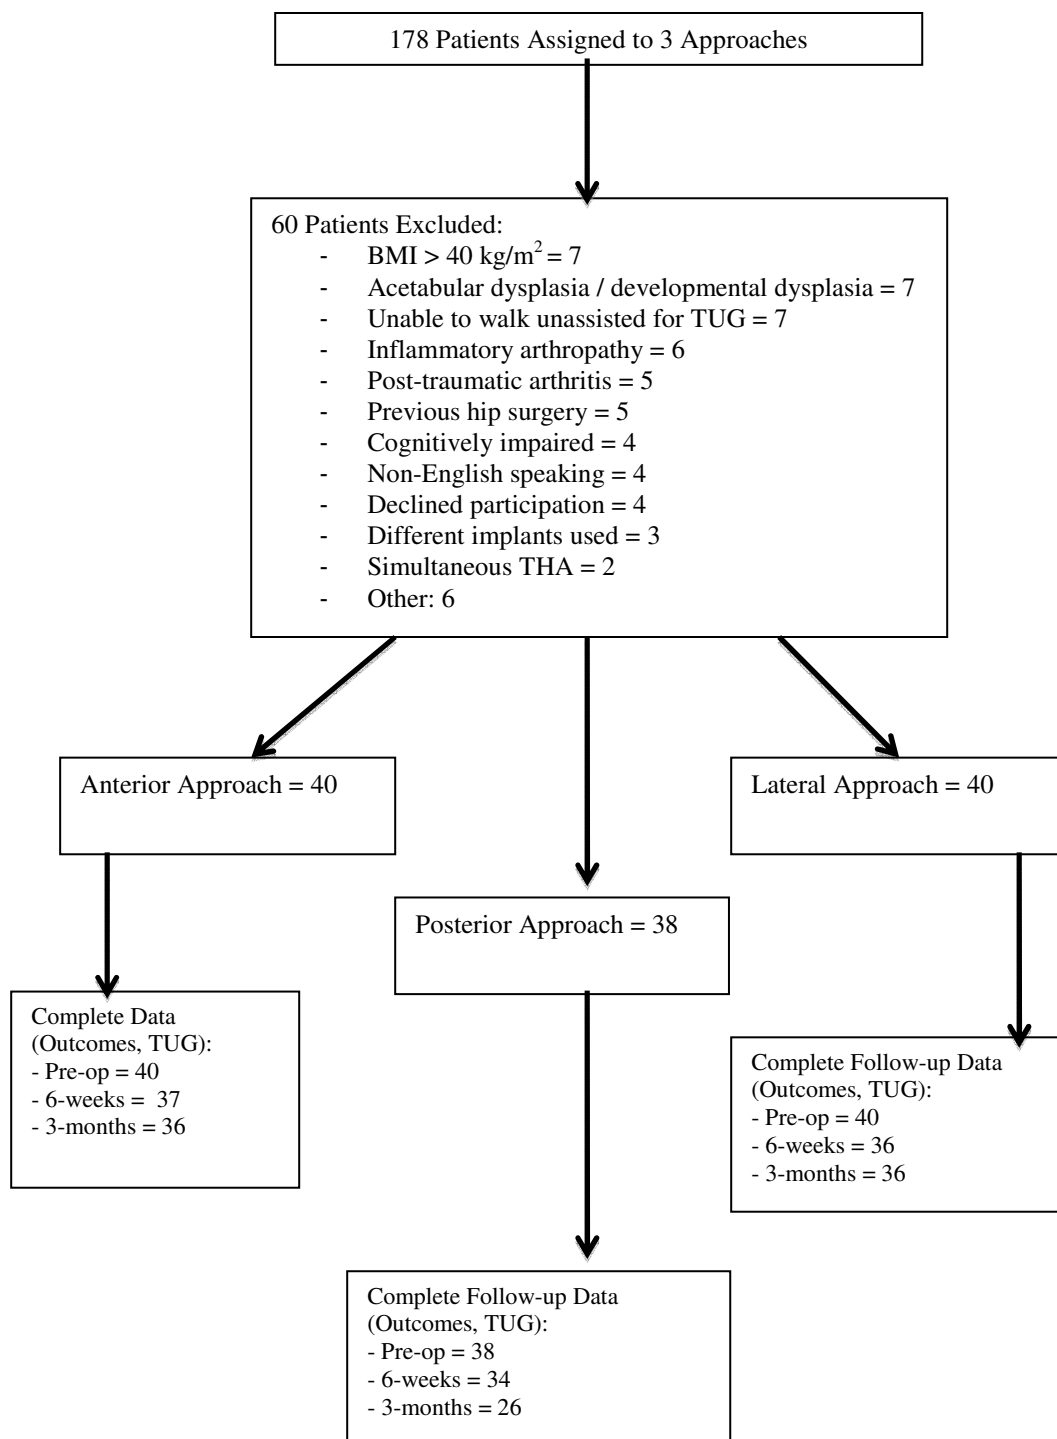 178 Patients Assigned to 3 Approaches
60 Patients Excluded:
- BMI > 40 kg/m² = 7
- Acetabular dysplasia / developmental dysplasia = 7
- Unable to walk unassisted for TUG = 7
- Inflammatory arthropathy = 6
- Post-traumatic arthritis = 5
- Previous hip surgery = 5
- Cognitively impaired = 4
- Non-English speaking = 4
- Declined participation = 4
- Different implants used = 3
- Simultaneous THA = 2
- Other: 6
Anterior Approach = 40
Lateral Approach = 40
Posterior Approach = 38
Complete Data
(Outcomes, TUG):
- Pre-op = 40
- 6-weeks = 37
- 3-months = 36
Complete Follow-up Data
(Outcomes, TUG):
- Pre-op = 40
- 6-weeks = 36
- 3-months = 36
Complete Follow-up Data
(Outcomes, TUG):
- Pre-op = 38
- 6-weeks = 34
- 3-months = 26